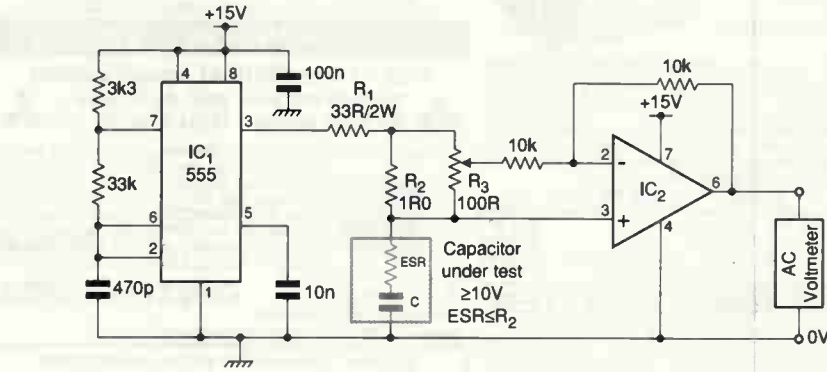 +15V
4
8
3k3
100n
R1
33R/2W
10k
+15V
7
3
IC1
555
33k
R2
1R0
R3
100R
10k
2
-
7
IC2
6
3
+
4
6
5
2
ESR
C
Capacitor
under test
≥10V
ESR≤R2
AC
Voltmeter
470p
1
10n
0V